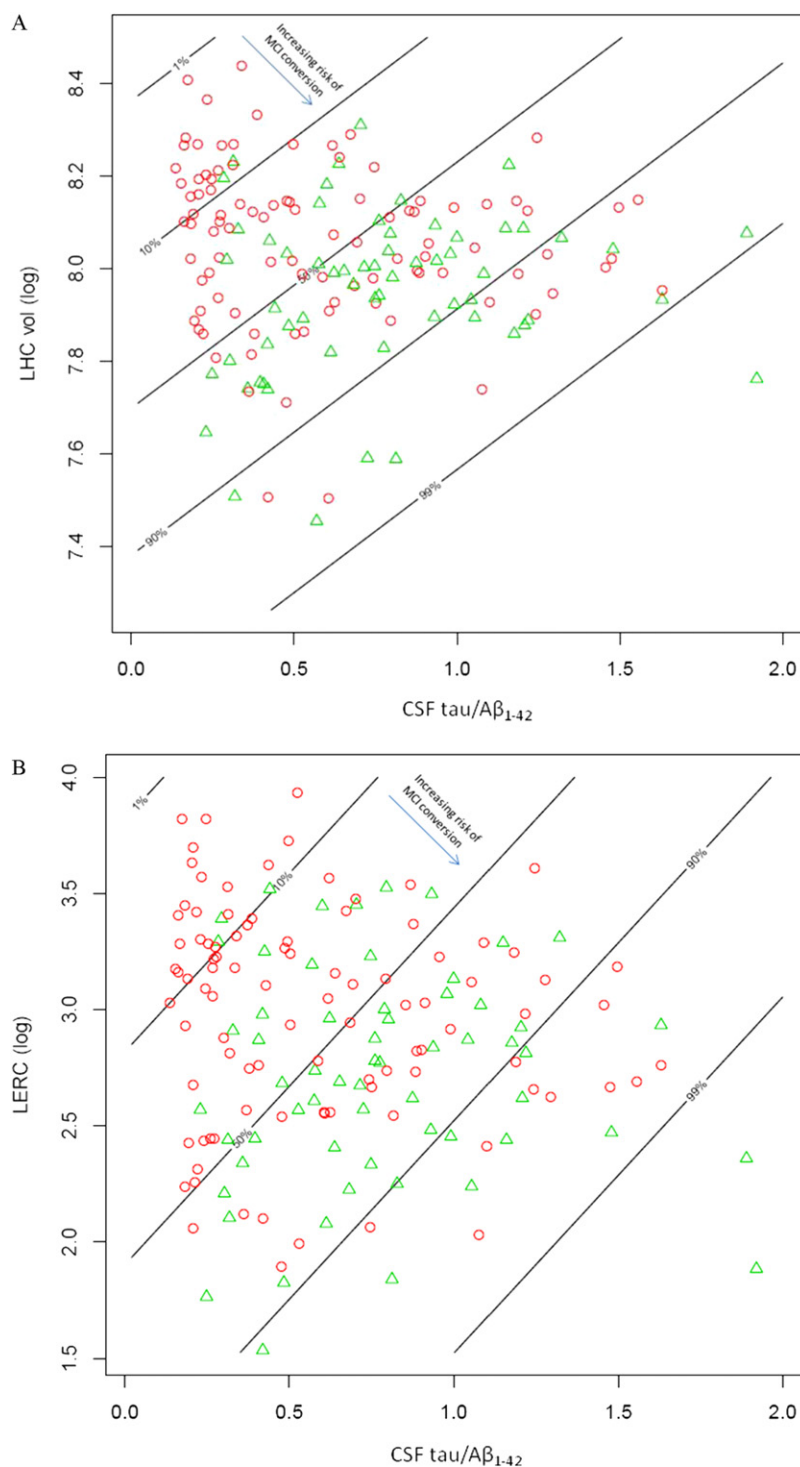 A
Increasing risk of
MCI conversion
1%
10%
50%
90%
99%
8.4
8.2
8.0
7.8
7.6
7.4
LHC vol (log)
0.0 0.5 1.0 1.5 2.0
CSF tau/Aβ1-42
B
Increasing risk of
MCI conversion
1%
10%
50%
90%
99%
4.0
3.5
3.0
2.5
2.0
1.5
LERC (log)
0.0 0.5 1.0 1.5 2.0
CSF tau/Aβ1-42